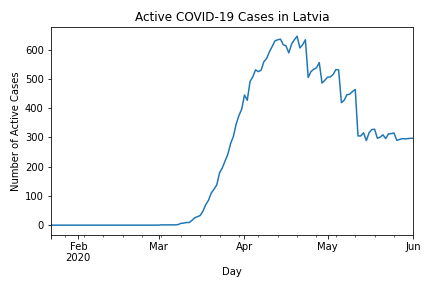 Active COVID-19 Cases in Latvia
Number of Active Cases
600
500
400
300
200
100
0
Feb
2020
Mar
Apr
May
Jun
Day